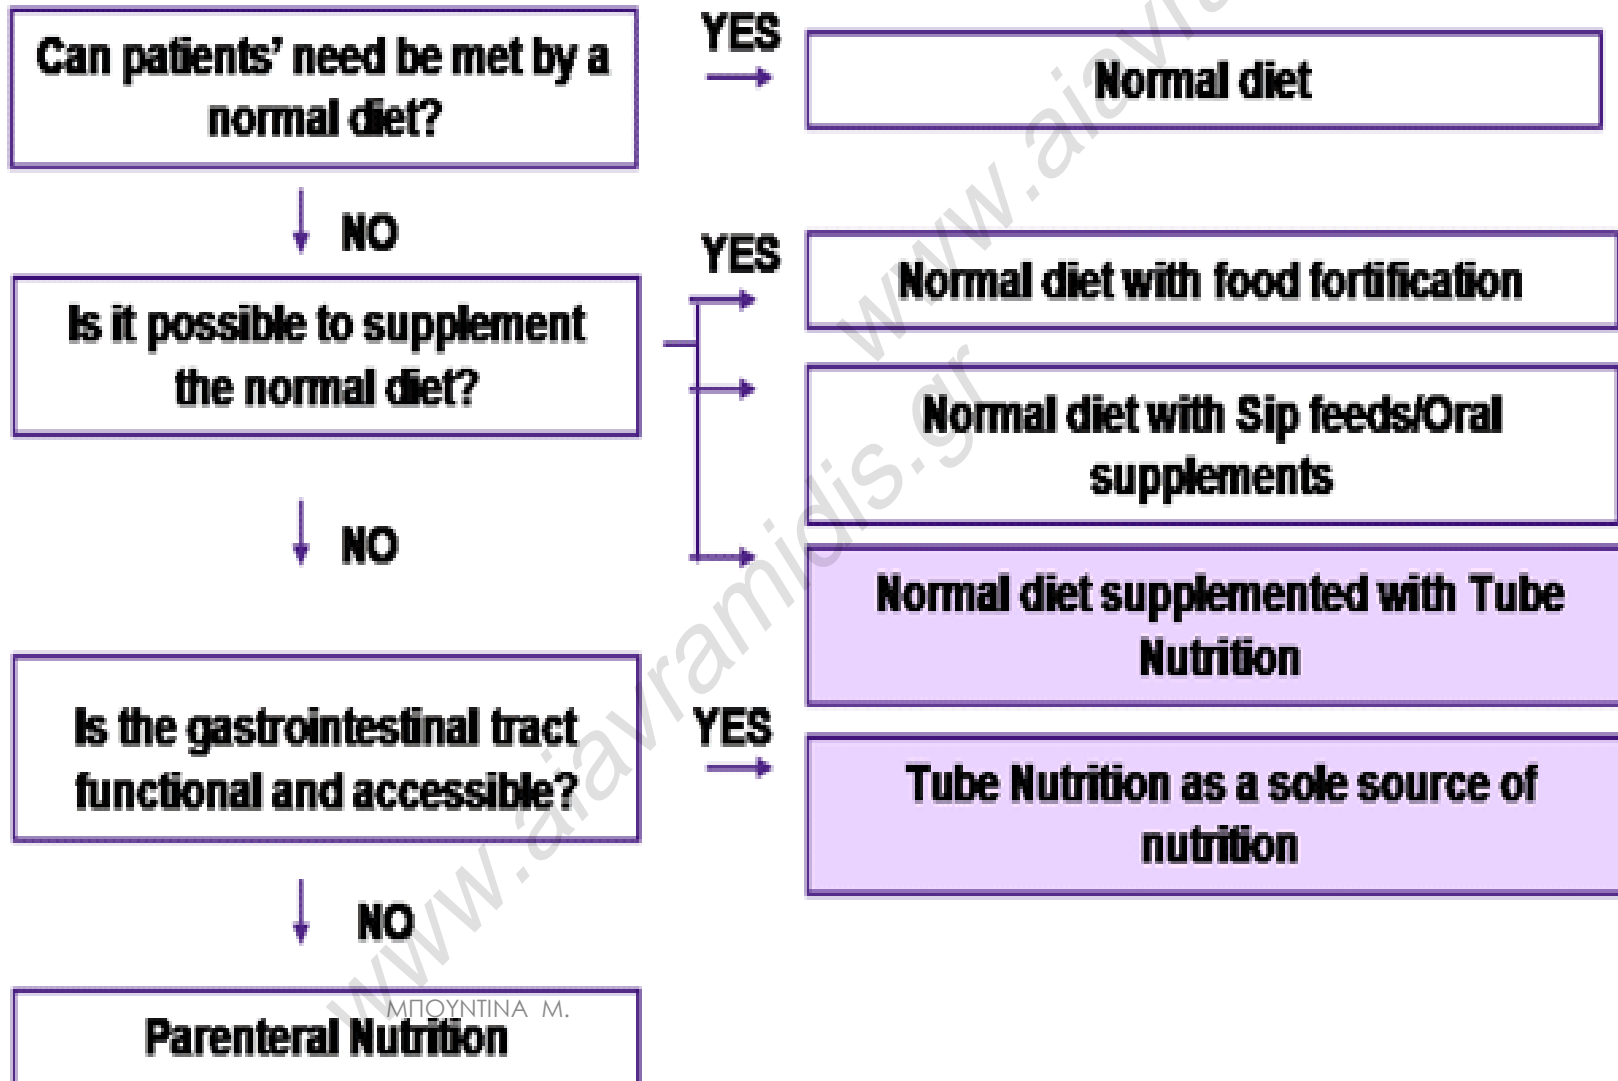 Can patients’ need be met by a
normal diet?
YES
Normal diet
NO
Is it possible to supplement
the normal diet?
YES
Normal diet with food fortification
Normal diet with Sip feeds/Oral
supplements
Normal diet supplemented with Tube
Nutrition
NO
Is the gastrointestinal tract
functional and accessible?
YES
Tube Nutrition as a sole source of
nutrition
NO
Parenteral Nutrition
ΜΠΟΥΝΤΙΝΑ Μ.
www.aiavramidis.gr
www.aiavra